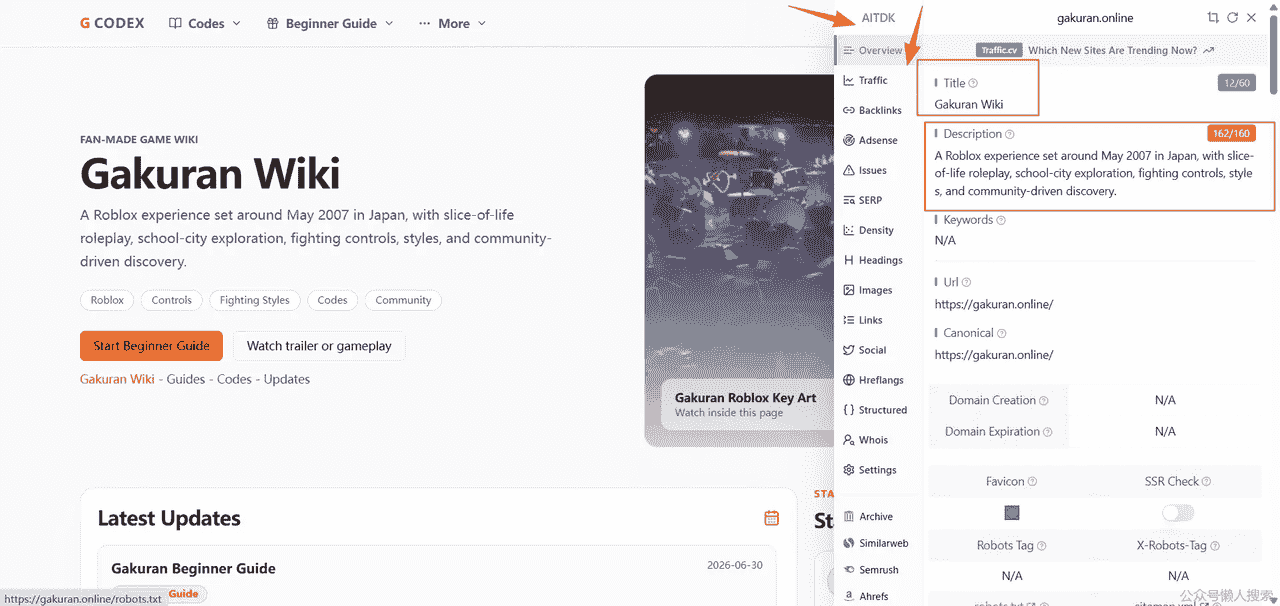 G CODEX
Codes
Beginner Guide
More
FAN-MADE GAME WIKI
Gakuran Wiki
A Roblox experience set around May 2007 in Japan, with slice-of-life
roleplay, school-city exploration, fighting controls, styles, and community-
driven discovery.
Roblox
Controls
Fighting Styles
Codes
Community
Start Beginner Guide
Watch trailer or gameplay
Gakuran Wiki - Guides - Codes - Updates
Gakuran Roblox Key Art
Watch inside this page
Latest Updates
STA
St
Gakuran Beginner Guide
2026-06-30
Guide
https://gakuran.online/robots.txt
AITDK
gakuran.online
Overview
Traffic
Backlinks
Adsense
Issues
SERP
Density
Headings
Images
Links
Social
Hreflangs
Structured
Whois
Settings
Archive
Similarweb
Semrush
Ahrefs
Traffic.cv Which New Sites Are Trending Now?
Title
12/60
Gakuran Wiki
Description
162/160
A Roblox experience set around May 2007 in Japan, with slice-
of-life roleplay, school-city exploration, fighting controls, style
s, and community-driven discovery.
Keywords
N/A
Url
https://gakuran.online/
Canonical
https://gakuran.online/
Domain Creation
N/A
Domain Expiration
N/A
Favicon
SSR Check
Robots Tag
X-Robots-Tag
N/A
N/A
robots.txt
sitemap.xml
公众号懒人搜索